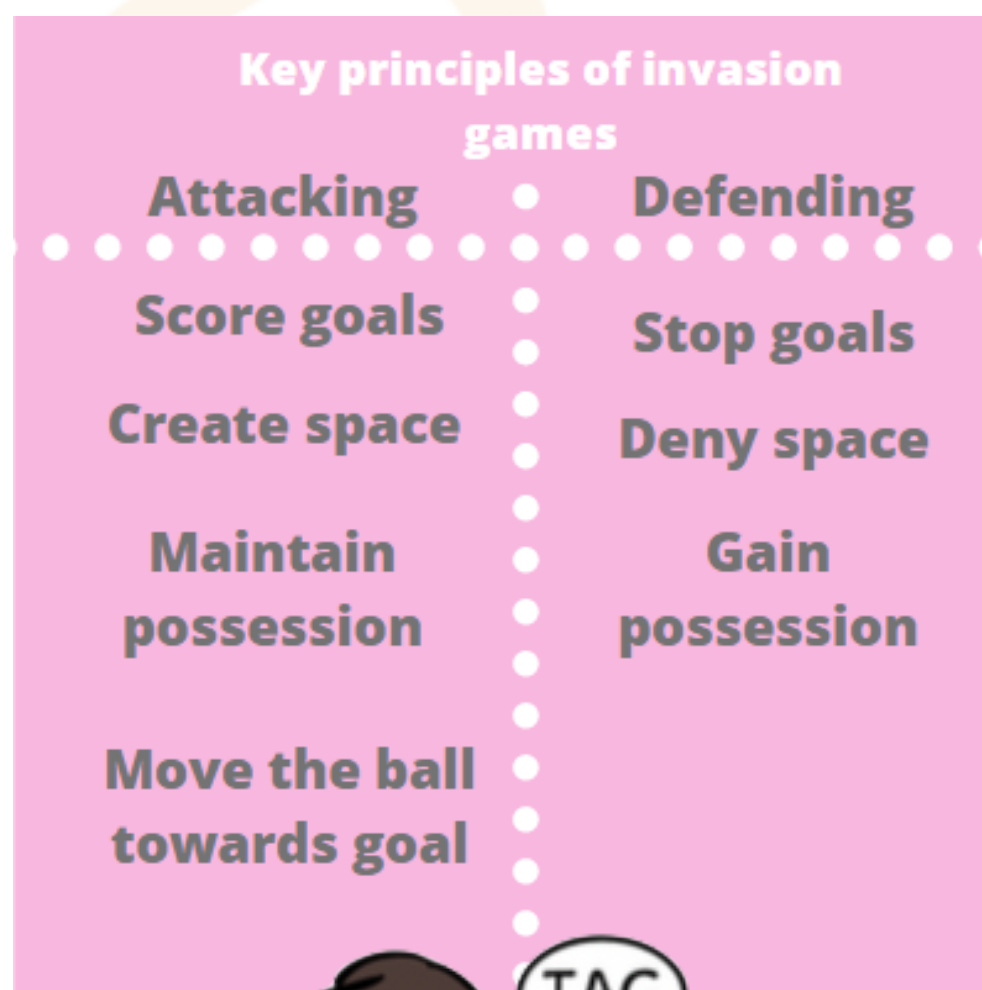 Key principles of invasion
games
Attacking
Defending
Score goals
Stop goals
Create space
Deny space
Maintain
possession
Gain
possession
Move the ball
towards goal